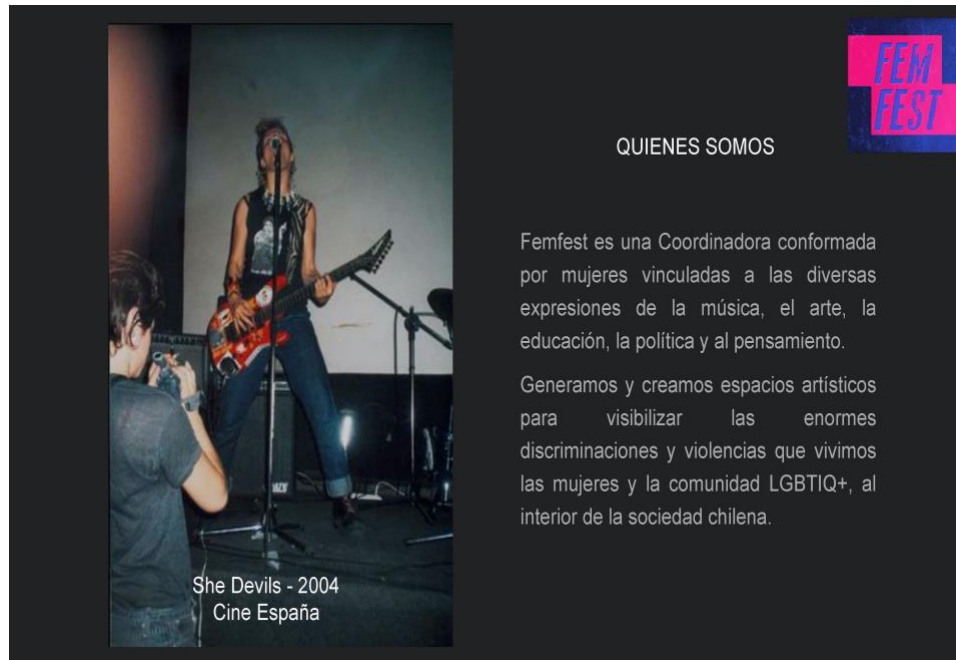 FEM
FEST
QUIENES SOMOS
Femfest es una Coordinadora conformada
por mujeres vinculadas a las diversas
expresiones de la música, el arte, la
educación, la política y al pensamiento.
Generamos y creamos espacios artísticos
para visibilizar las enormes
discriminaciones y violencias que vivimos
las mujeres y la comunidad LGBTIQ+, al
interior de la sociedad chilena.
She Devils - 2004
Cine España